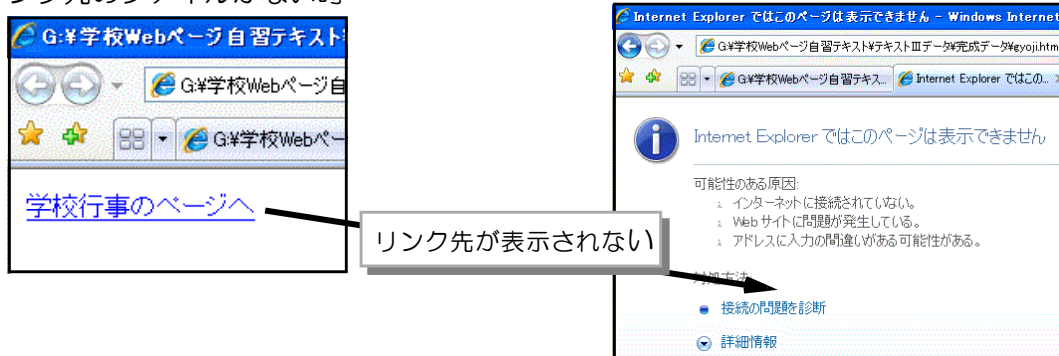 G:¥学校Webページ自習テキスト
G:¥学校Webページ自
G:¥学校Webペー
学校行事のページへ
リンク先が表示されない
Internet Explorer ではこのページは表示できません - Windows Internet
G:¥学校Webページ自習テキスト¥テキストⅢデータ¥完成データ¥gyoji.htm
G:¥学校Webページ自習テキス...
Internet Explorer ではこの...
Internet Explorer ではこのページは表示できません
可能性のある原因:
インターネットに接続されていない。
Web サイトに問題が発生している。
アドレスに入力の間違いがある可能性がある。
対処方法
接続の問題を診断
詳細情報